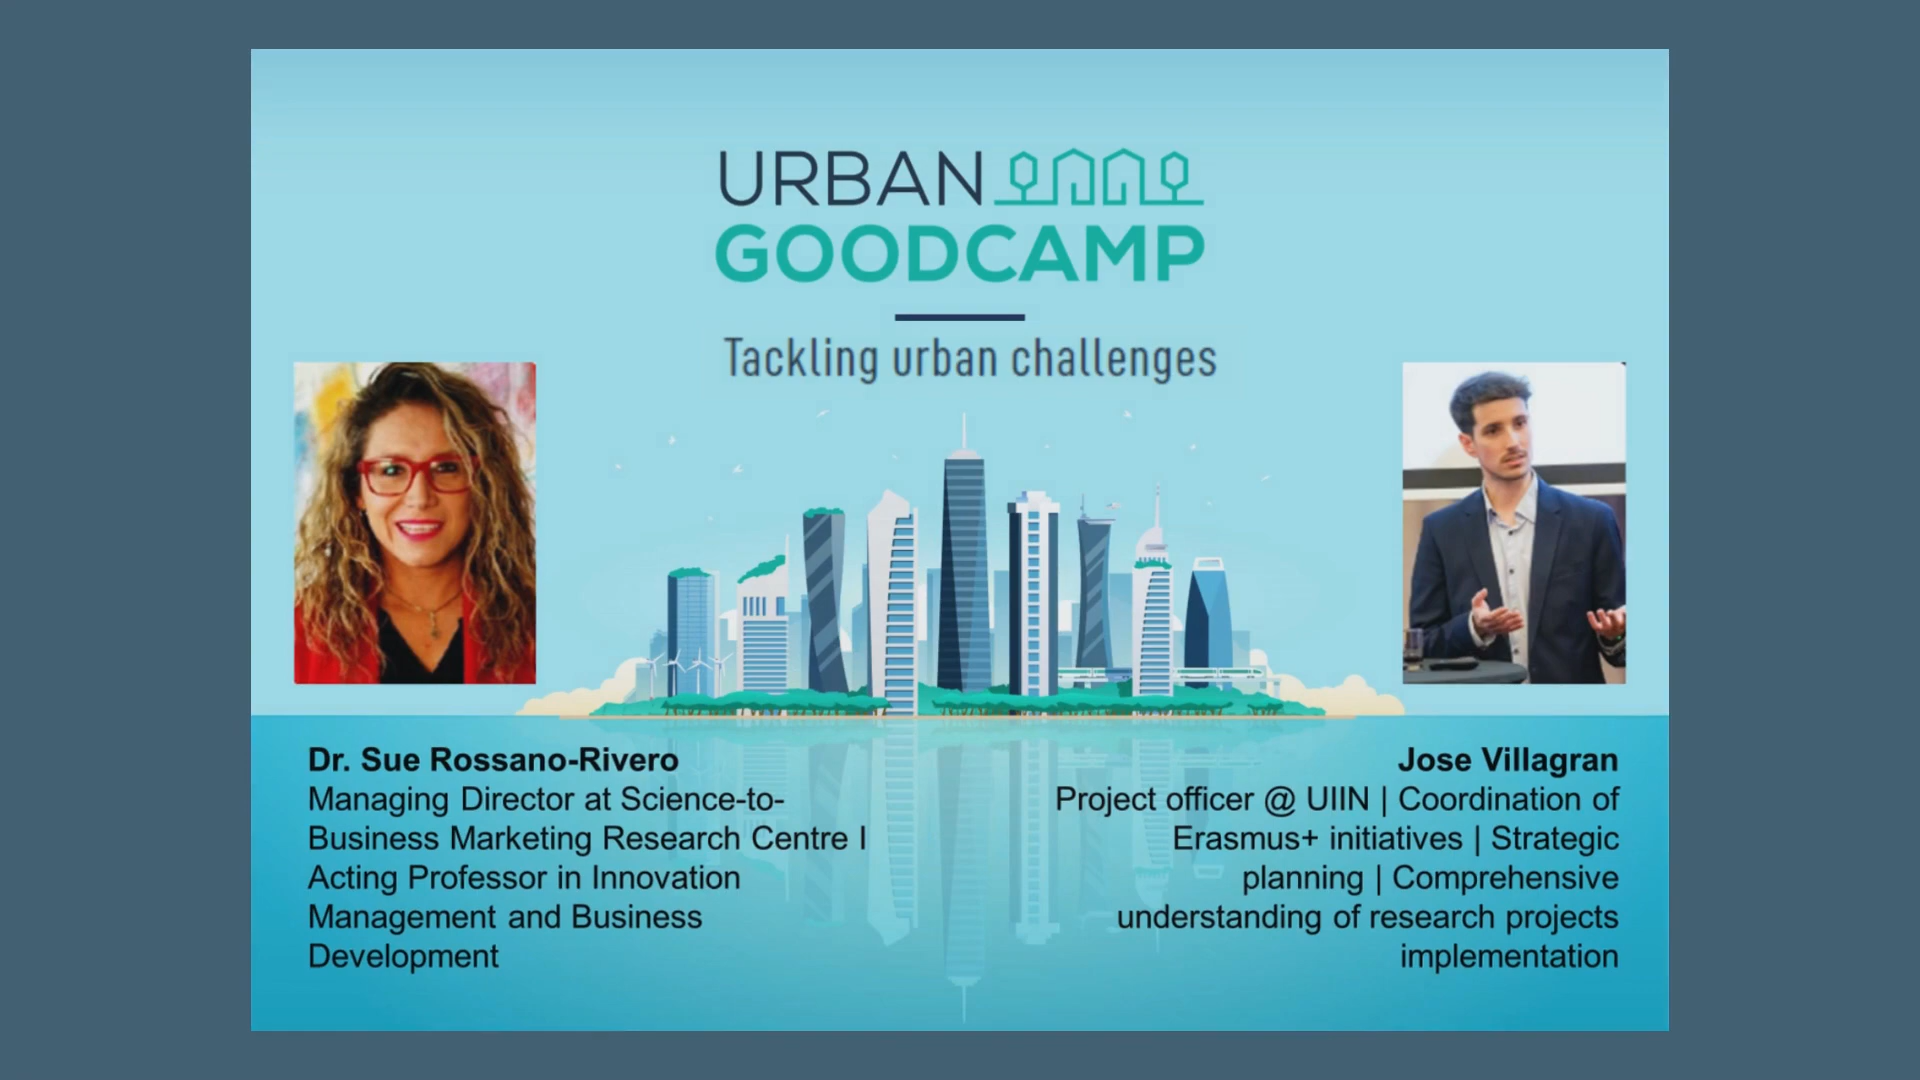 URBAN
GOODCAMP
Tackling urban challenges
Dr. Sue Rossano-Rivero
Managing Director at Science-to-
Business Marketing Research Centre I
Acting Professor in Innovation
Management and Business
Development
Jose Villagran
Project officer @ UIIN | Coordination of
Erasmus+ initiatives | Strategic
planning | Comprehensive
understanding of research projects
implementation